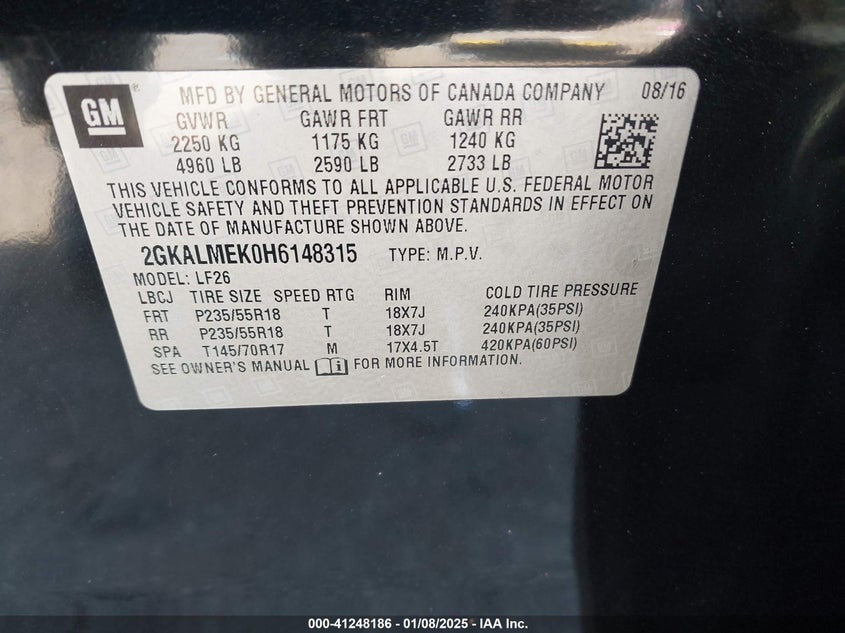 GM ® MFD BY GENERAL MOTORS OF CANADA COMPANY 08/16
GVWR GAWR FRT GAWR RR
2250 KG 1175 KG 1240 KG
4960 LB 2590 LB 2733 LB
THIS VEHICLE CONFORMS TO ALL APPLICABLE U.S. FEDERAL MOTOR
VEHICLE SAFETY AND THEFT PREVENTION STANDARDS IN EFFECT ON
THE DATE OF MANUFACTURE SHOWN ABOVE.
2GKALMEK0H6148315 TYPE: M.P.V.
MODEL: LF26
LBCJ TIRE SIZE SPEED RTG RIM COLD TIRE PRESSURE
FRT P235/55R18 T 18X7J 240KPA(35PSI)
RR P235/55R18 T 18X7J 240KPA(35PSI)
SPA T145/70R17 M 17X4.5T 420KPA(60PSI)
SEE OWNER'S MANUAL FOR MORE INFORMATION.
000-41248186 - 01/08/2025 - IAA Inc.